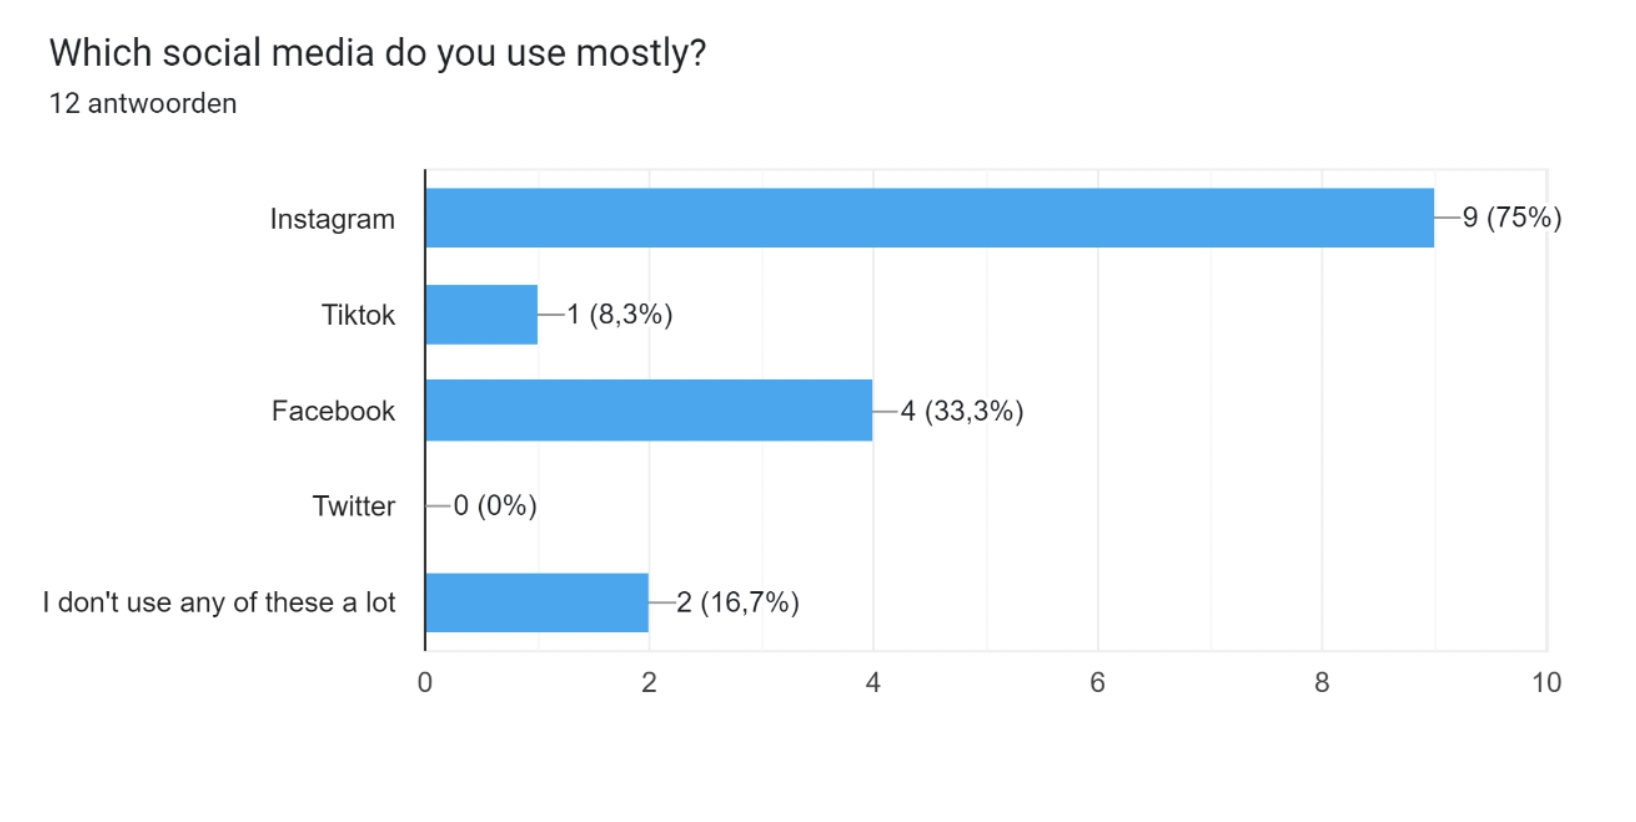 Which social media do you use mostly?
12 antwoorden
Instagram
9 (75%)
Tiktok
1 (8,3%)
Facebook
4 (33,3%)
Twitter
0 (0%)
I don't use any of these a lot
2 (16,7%)
0 2 4 6 8 10